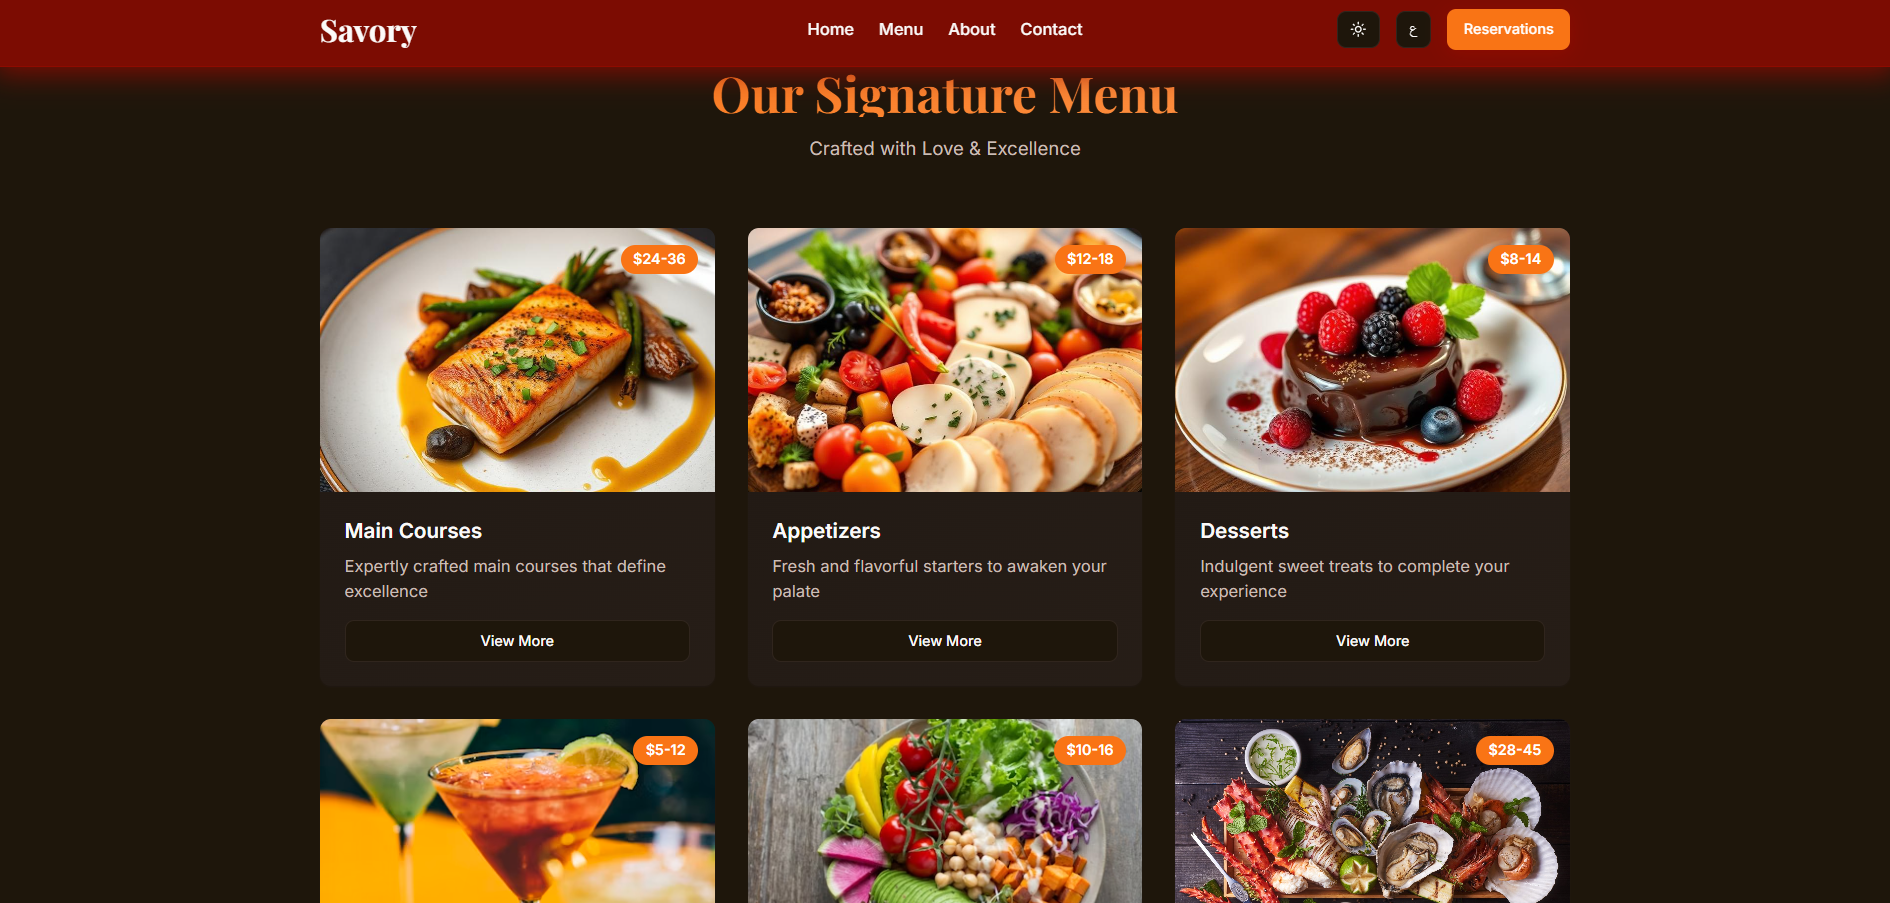 Savory
Home Menu About Contact
ع
Reservations
Our Signature Menu
Crafted with Love & Excellence
$24-36
$12-18
$8-14
Main Courses
Expertly crafted main courses that define
excellence
View More
Appetizers
Fresh and flavorful starters to awaken your
palate
View More
Desserts
Indulgent sweet treats to complete your
experience
View More
$5-12
$10-16
$28-45